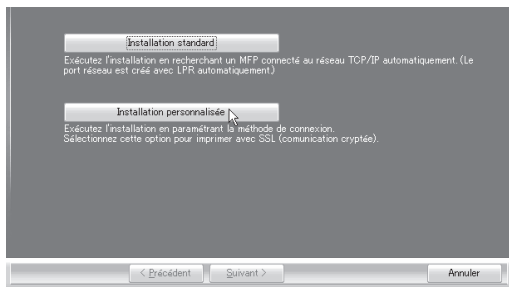 Installation standard
Exécutez l'installation en recherchant un MFP connecté au réseau TCP/IP automatiquement. (Le
port réseau est créé avec LPR automatiquement.)
Installation personnalisée
Exécutez l'installation en paramétrant la méthode de connexion.
Sélectionnez cette option pour imprimer avec SSL (comunication cryptée).
< Précédent
Suivant >
Annuler